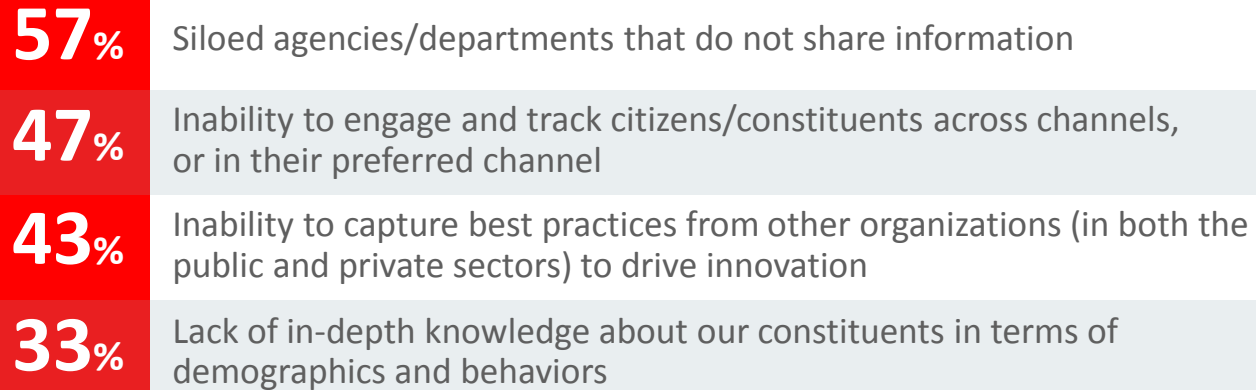 57% Siloed agencies/departments that do not share information
47% Inability to engage and track citizens/constituents across channels,
or in their preferred channel
43% Inability to capture best practices from other organizations (in both the
public and private sectors) to drive innovation
33% Lack of in-depth knowledge about our constituents in terms of
demographics and behaviors